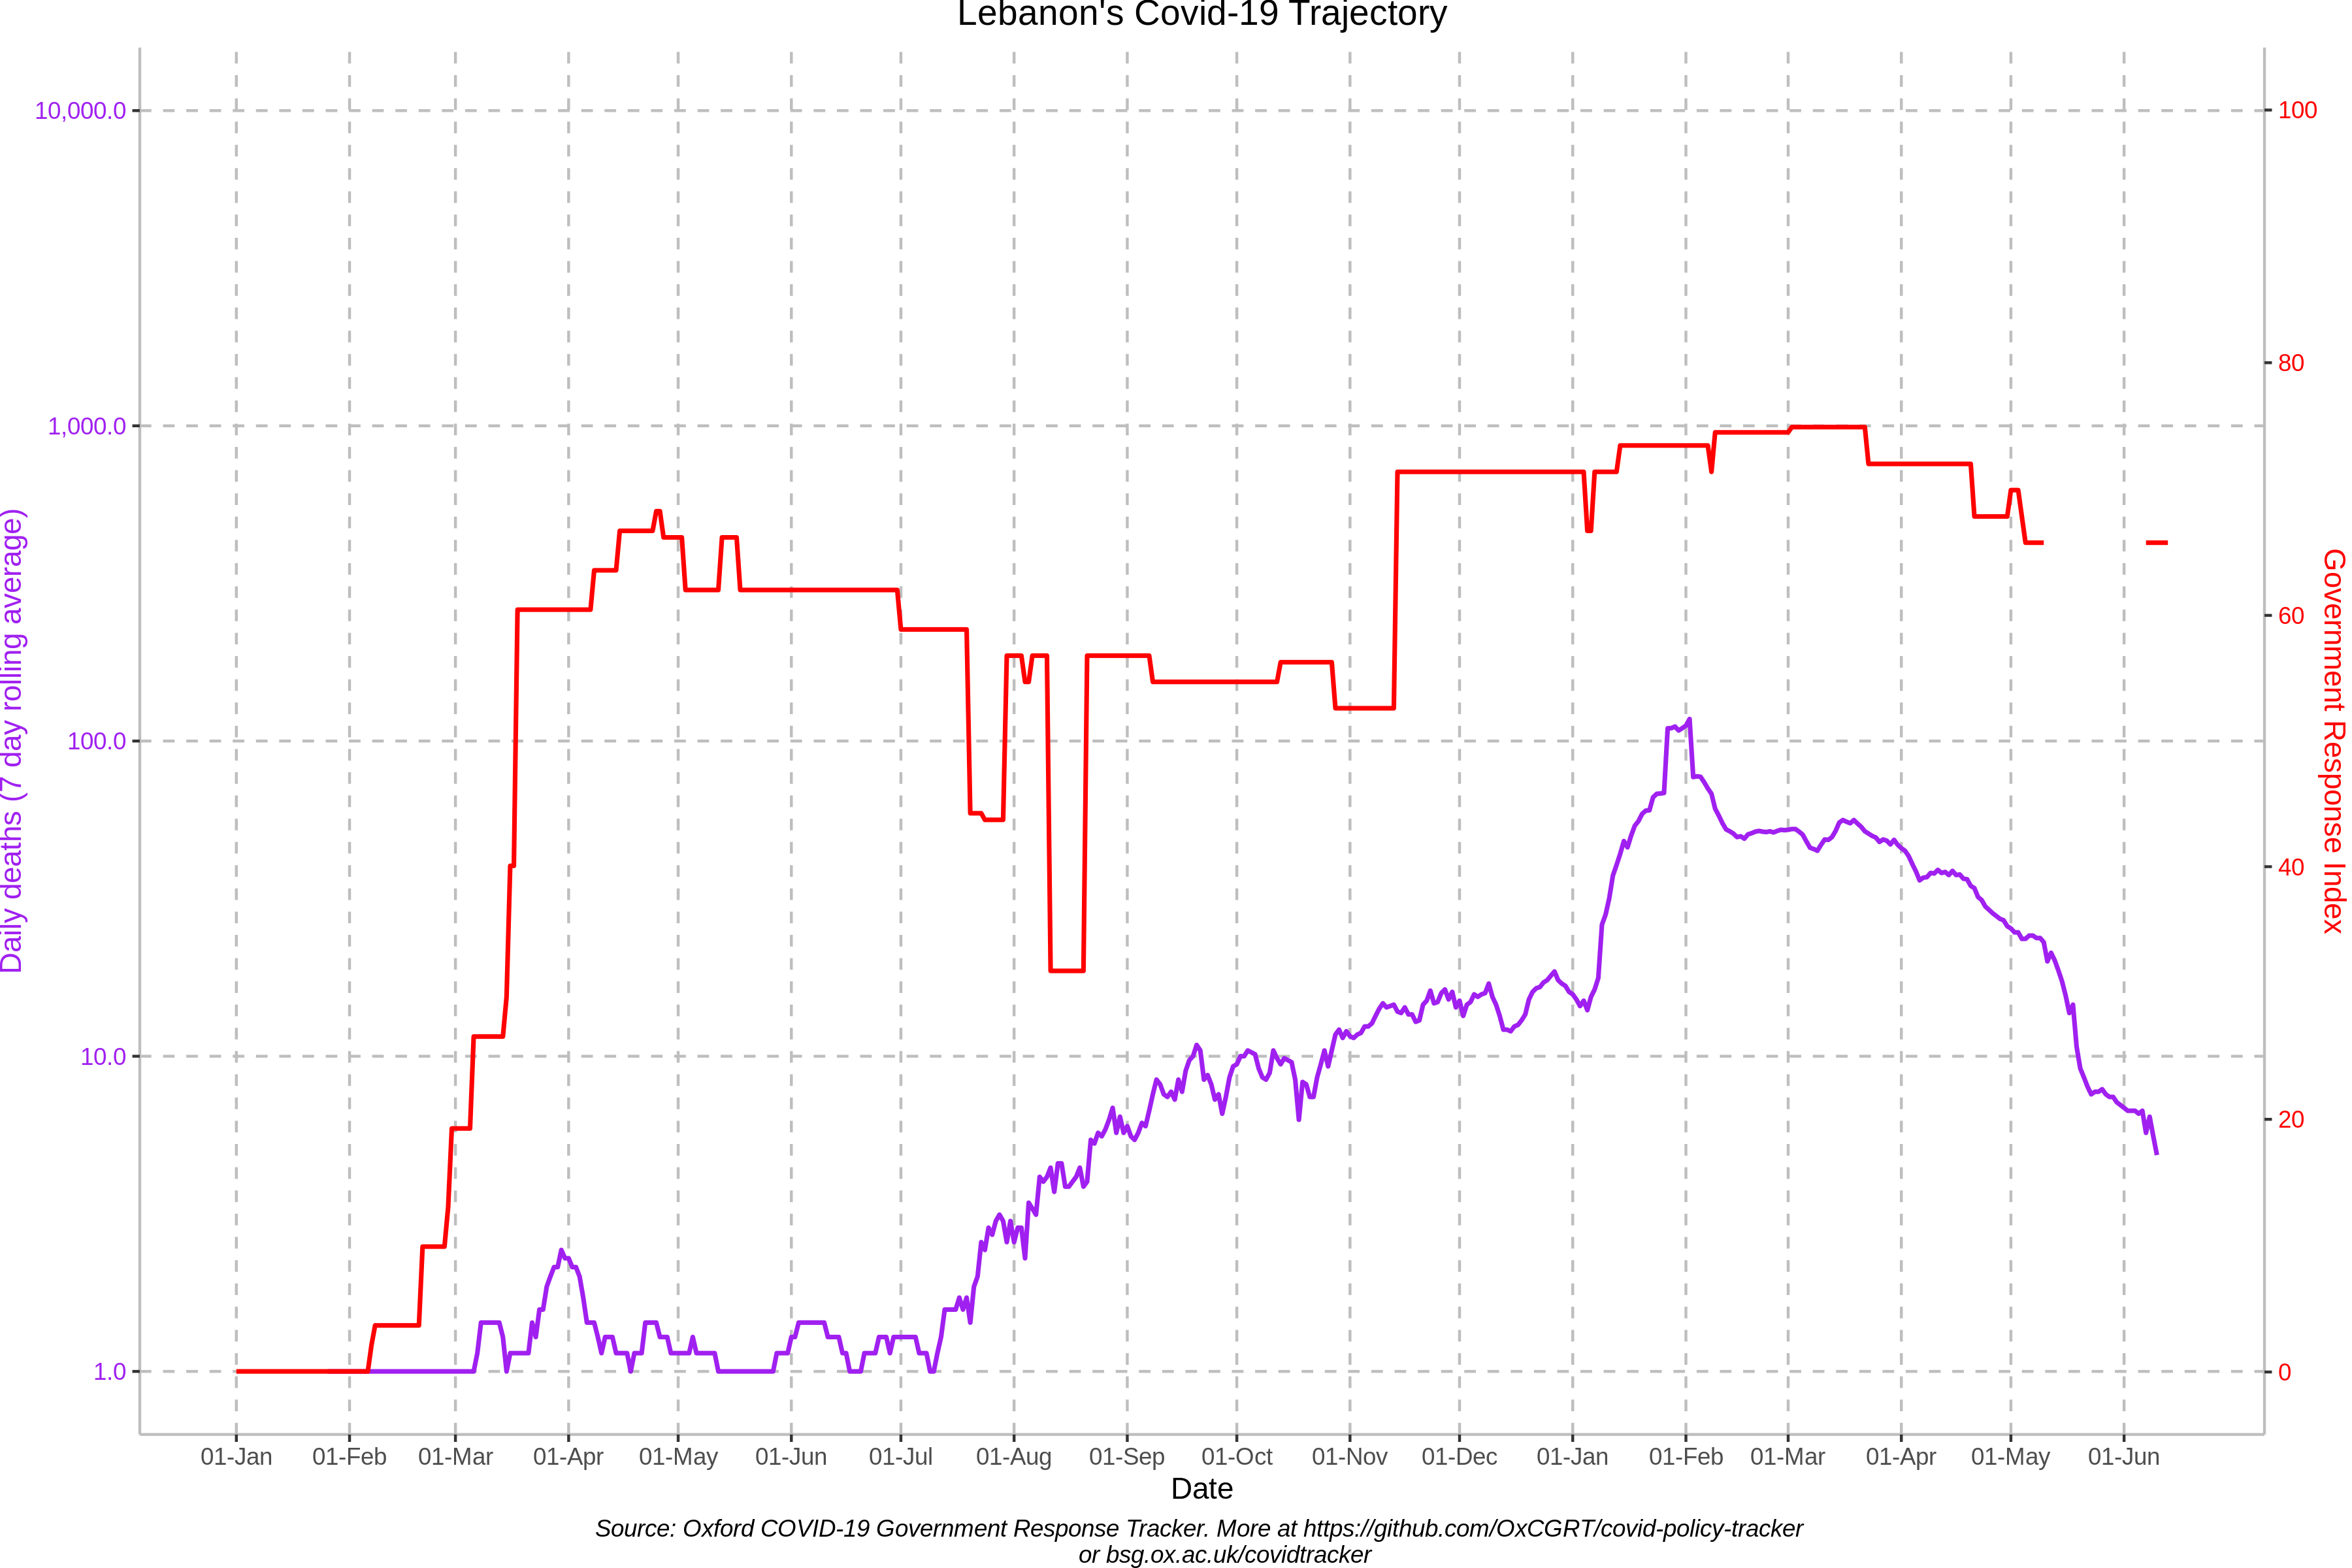 Lebanon's Covid-19 Trajectory
10,000.0
1,000.0
100.0
10.0
1.0
Daily deaths (7 day rolling average)
100
80
60
40
20
0
Government Response Index
01-Jan 01-Feb 01-Mar 01-Apr 01-May 01-Jun 01-Jul 01-Aug 01-Sep 01-Oct 01-Nov 01-Dec 01-Jan 01-Feb 01-Mar 01-Apr 01-May 01-Jun
Date
Source: Oxford COVID-19 Government Response Tracker. More at https://github.com/OxCGRT/covid-policy-tracker
or bsg.ox.ac.uk/covidtracker